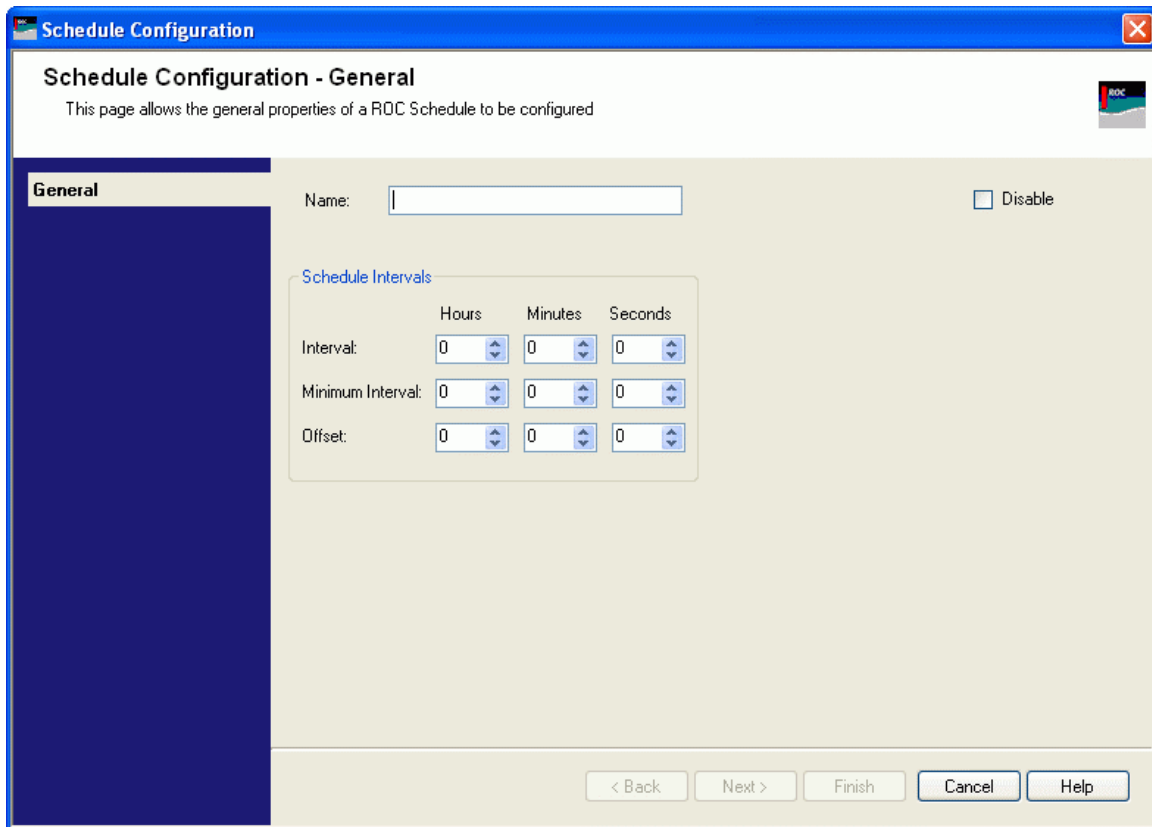 Schedule Configuration
Schedule Configuration - General
This page allows the general properties of a ROC Schedule to be configured
ROC
General
Name:
Disable
Schedule Intervals
Hours Minutes Seconds
Interval: 0 0 0
Minimum Interval: 0 0 0
Offset: 0 0 0
< Back Next > Finish Cancel Help